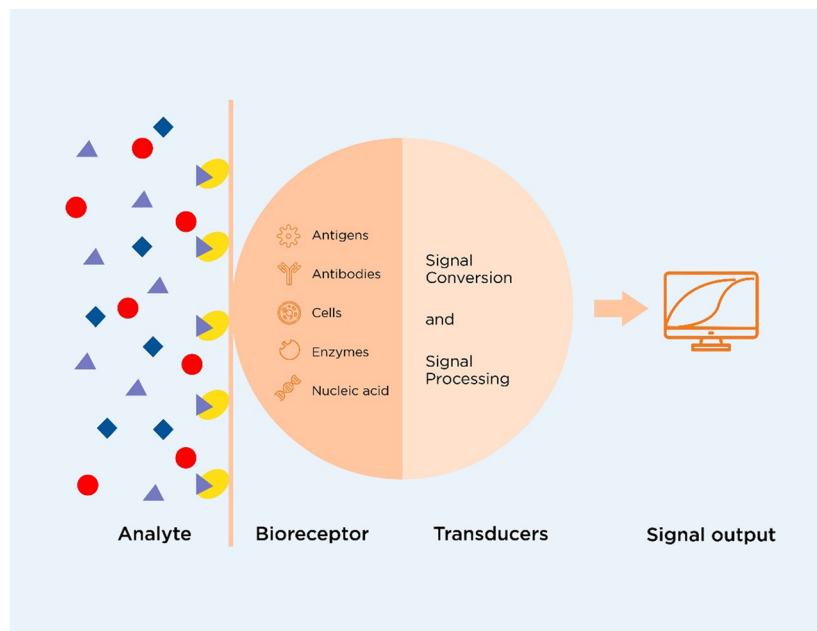 Antigens
Antibodies
Cells
Enzymes
Nucleic acid
Signal
Conversion
and
Signal
Processing
Analyte
Bioreceptor
Transducers
Signal output